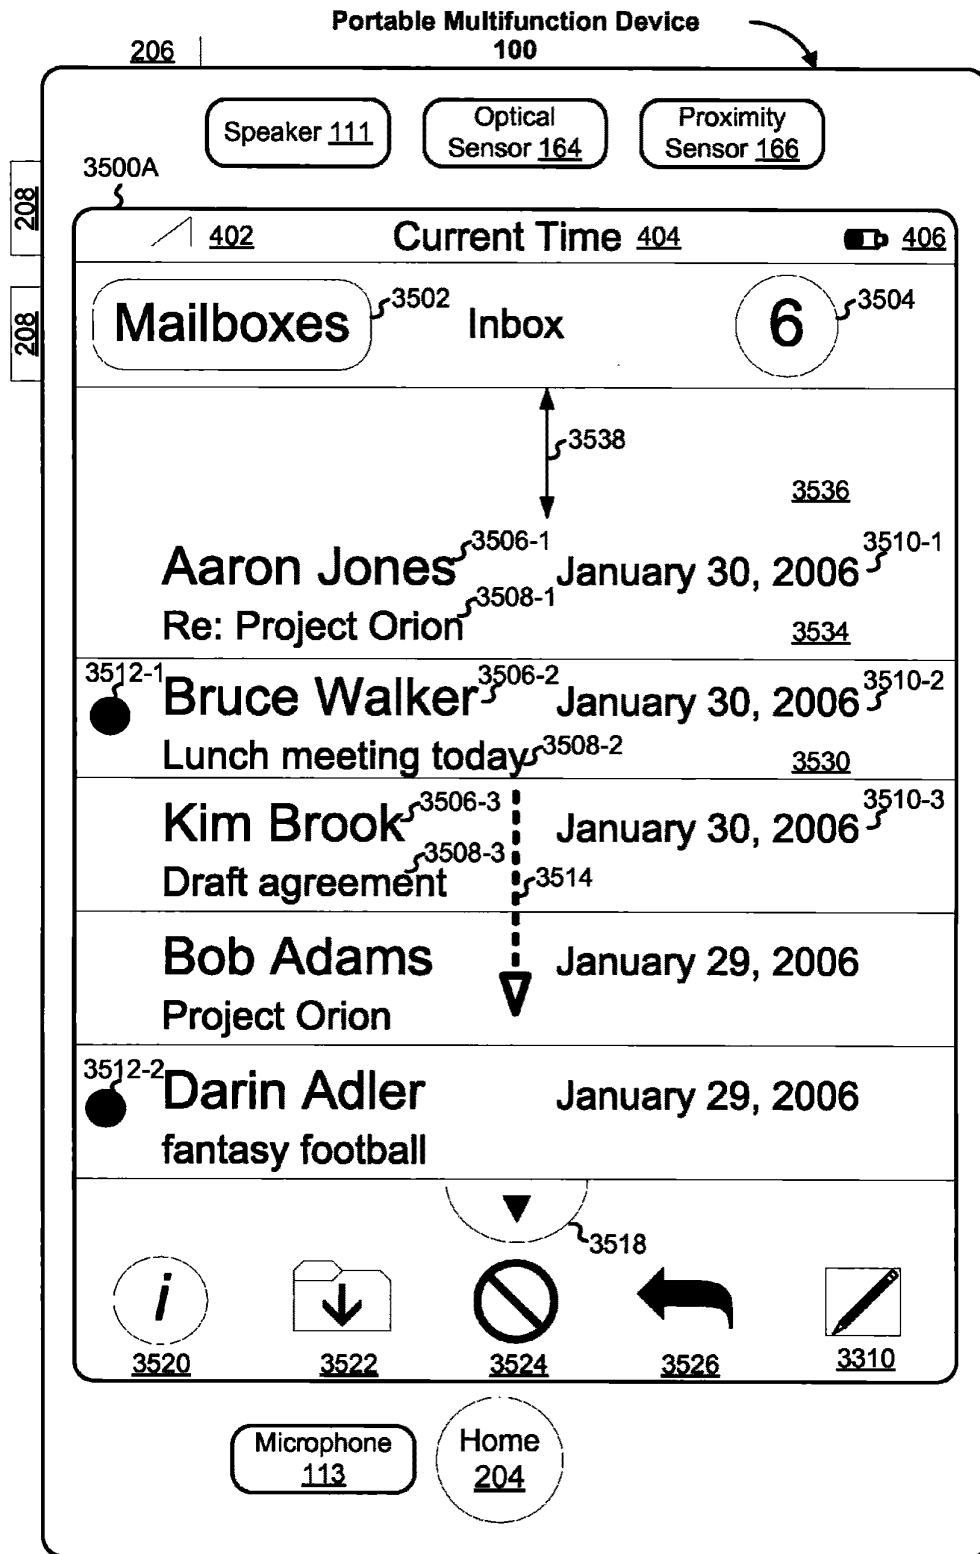 Portable Multifunction Device
100
206
Speaker 111
Optical
Sensor 164
Proximity
Sensor 166
3500A
208
208
402
Current Time 404
406
Mailboxes
3502
Inbox
6
3504
3538
3536
Aaron Jones
3506-1
January 30, 2006
3510-1
Re: Project Orion
3508-1
3534
3512-1
Bruce Walker
3506-2
January 30, 2006
3510-2
Lunch meeting today
3508-2
3530
Kim Brook
3506-3
January 30, 2006
3510-3
Draft agreement
3508-3
3514
Bob Adams
January 29, 2006
Project Orion
3512-2
Darin Adler
January 29, 2006
fantasy football
3518
i
3520
3522
3524
3526
3310
Microphone
113
Home
204